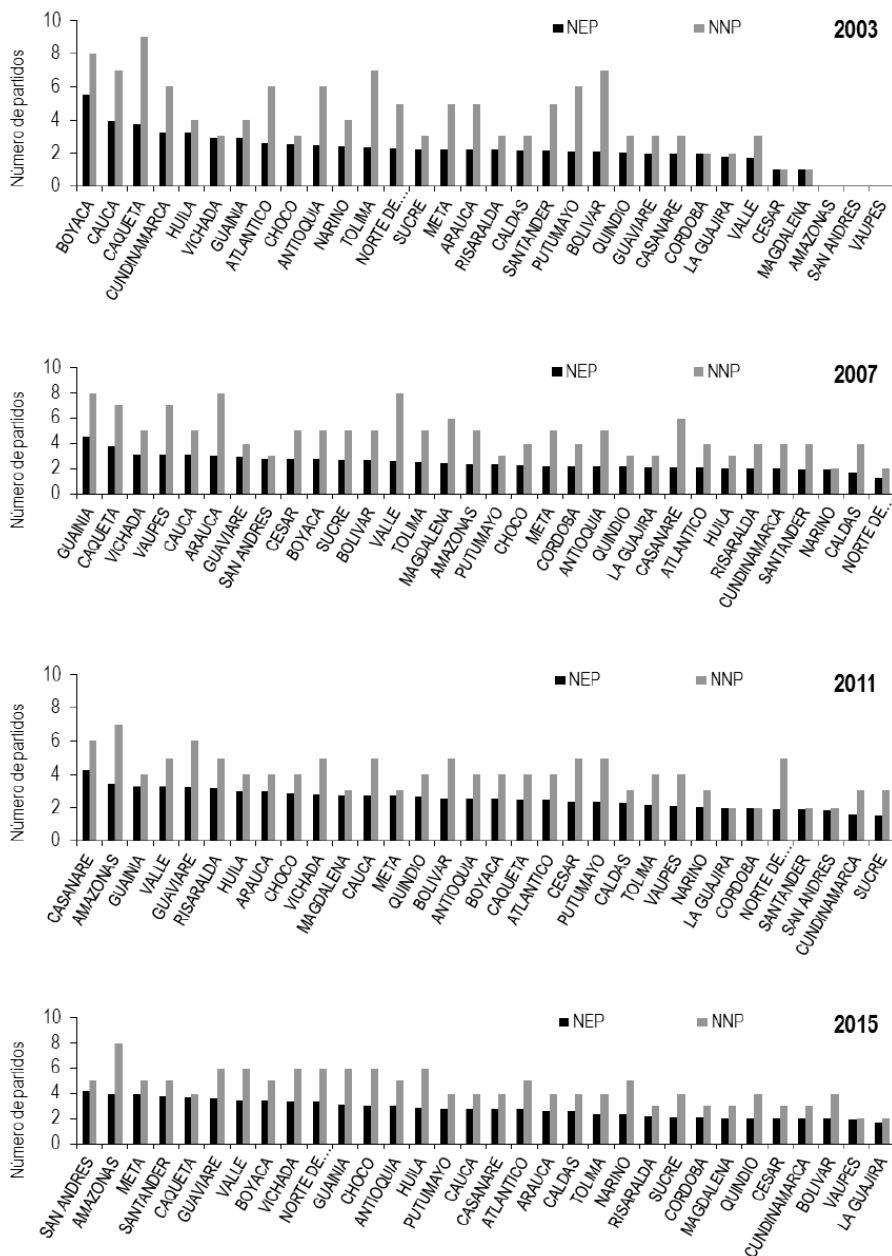 10
8
6
4
2
0
Número de partidos
NEP
NNP
2003
BOYACA
CAUCA
CAQUETA
CUNDINAMARCA
HUILA
VICHADA
GUAINIA
ATLANTICO
CHOCO
ANTIOQUIA
NARINO
TOLIMA
NORTE DE...
SUCRE
META
ARAUCA
RISARALDA
CALDAS
SANTANDER
PUTUMAYO
BOLIVAR
QUINDIO
GUAVIARE
CASANARE
CORDOBA
LA GUAJIRA
VALLE
CESAR
MAGDALENA
AMAZONAS
SAN ANDRES
VAUPES
10
8
6
4
2
0
Número de partidos
NEP
NNP
2007
GUAINIA
CAQUETA
VICHADA
VAUPES
CAUCA
ARAUCA
GUAVIARE
SAN ANDRES
CESAR
BOYACA
SUCRE
BOLIVAR
VALLE
TOLIMA
MAGDALENA
AMAZONAS
PUTUMAYO
CHOCO
META
CORDOBA
ANTIOQUIA
QUINDIO
LA GUAJIRA
CASANARE
ATLANTICO
HUILA
RISARALDA
CUNDINAMARCA
SANTANDER
NARINO
CALDAS
NORTE DE...
10
8
6
4
2
0
Número de partidos
NEP
NNP
2011
CASANARE
AMAZONAS
GUAINIA
VALLE
GUAVIARE
RISARALDA
HUILA
ARAUCA
CHOCO
VICHADA
MAGDALENA
CAUCA
META
QUINDIO
BOLIVAR
ANTIOQUIA
BOYACA
CAQUETA
ATLANTICO
CESAR
PUTUMAYO
CALDAS
TOLIMA
VAUPES
NARINO
LA GUAJIRA
CORDOBA
NORTE DE...
SANTANDER
SAN ANDRES
CUNDINAMARCA
SUCRE
10
8
6
4
2
0
Número de partidos
NEP
NNP
2015
SAN ANDRES
AMAZONAS
META
SANTANDER
CAQUETA
GUAVIARE
VALLE
BOYACA
VICHADA
NORTE DE...
GUAINIA
CHOCO
ANTIOQUIA
HUILA
PUTUMAYO
CAUCA
CASANARE
ATLANTICO
ARAUCA
CALDAS
TOLIMA
NARINO
RISARALDA
SUCRE
CORDOBA
MAGDALENA
QUINDIO
CESAR
CUNDINAMARCA
BOLIVAR
VAUPES
LA GUAJIRA